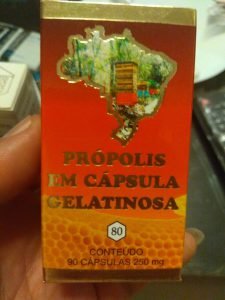 PRÓPOLIS
EM CÁPSULA
GELATINOSA
80
CONTEÚDO
90 CÁPSULAS 250 mg